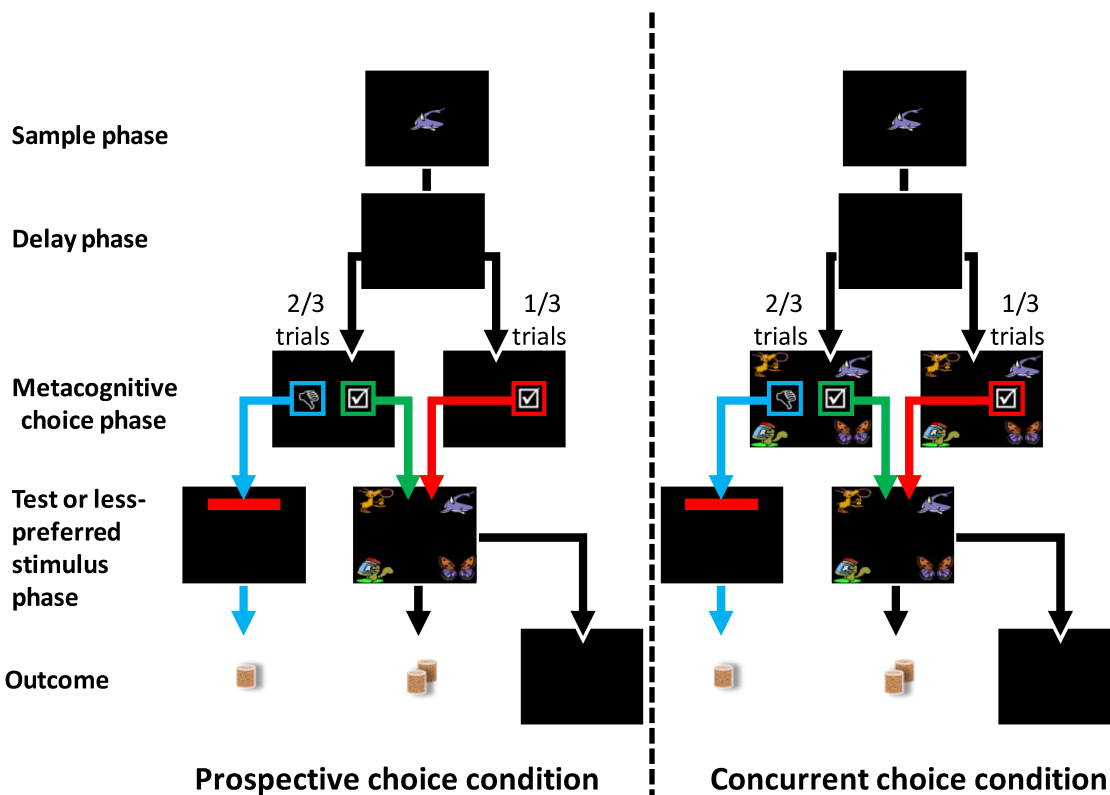 Sample phase
Delay phase
2/3
trials
1/3
trials
2/3
trials
1/3
trials
Metacognitive
choice phase
Test or less-
preferred
stimulus
phase
Outcome
Prospective choice condition
Concurrent choice condition